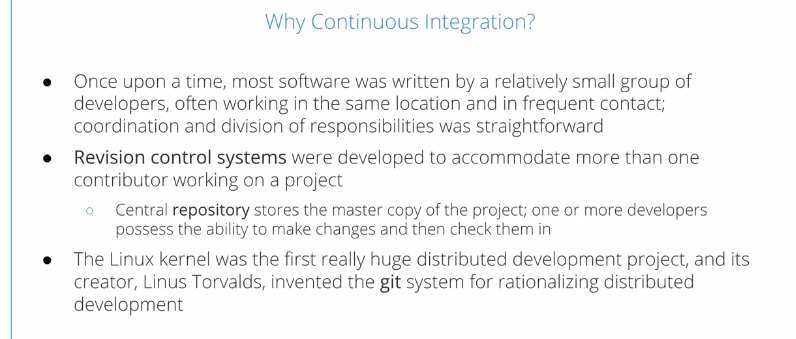 Why Continuous Integration?
● Once upon a time, most software was written by a relatively small group of
developers, often working in the same location and in frequent contact;
coordination and division of responsibilities was straightforward
● Revision control systems were developed to accommodate more than one
contributor working on a project
○ Central repository stores the master copy of the project; one or more developers
possess the ability to make changes and then check them in
● The Linux kernel was the first really huge distributed development project, and its
creator, Linus Torvalds, invented the git system for rationalizing distributed
development